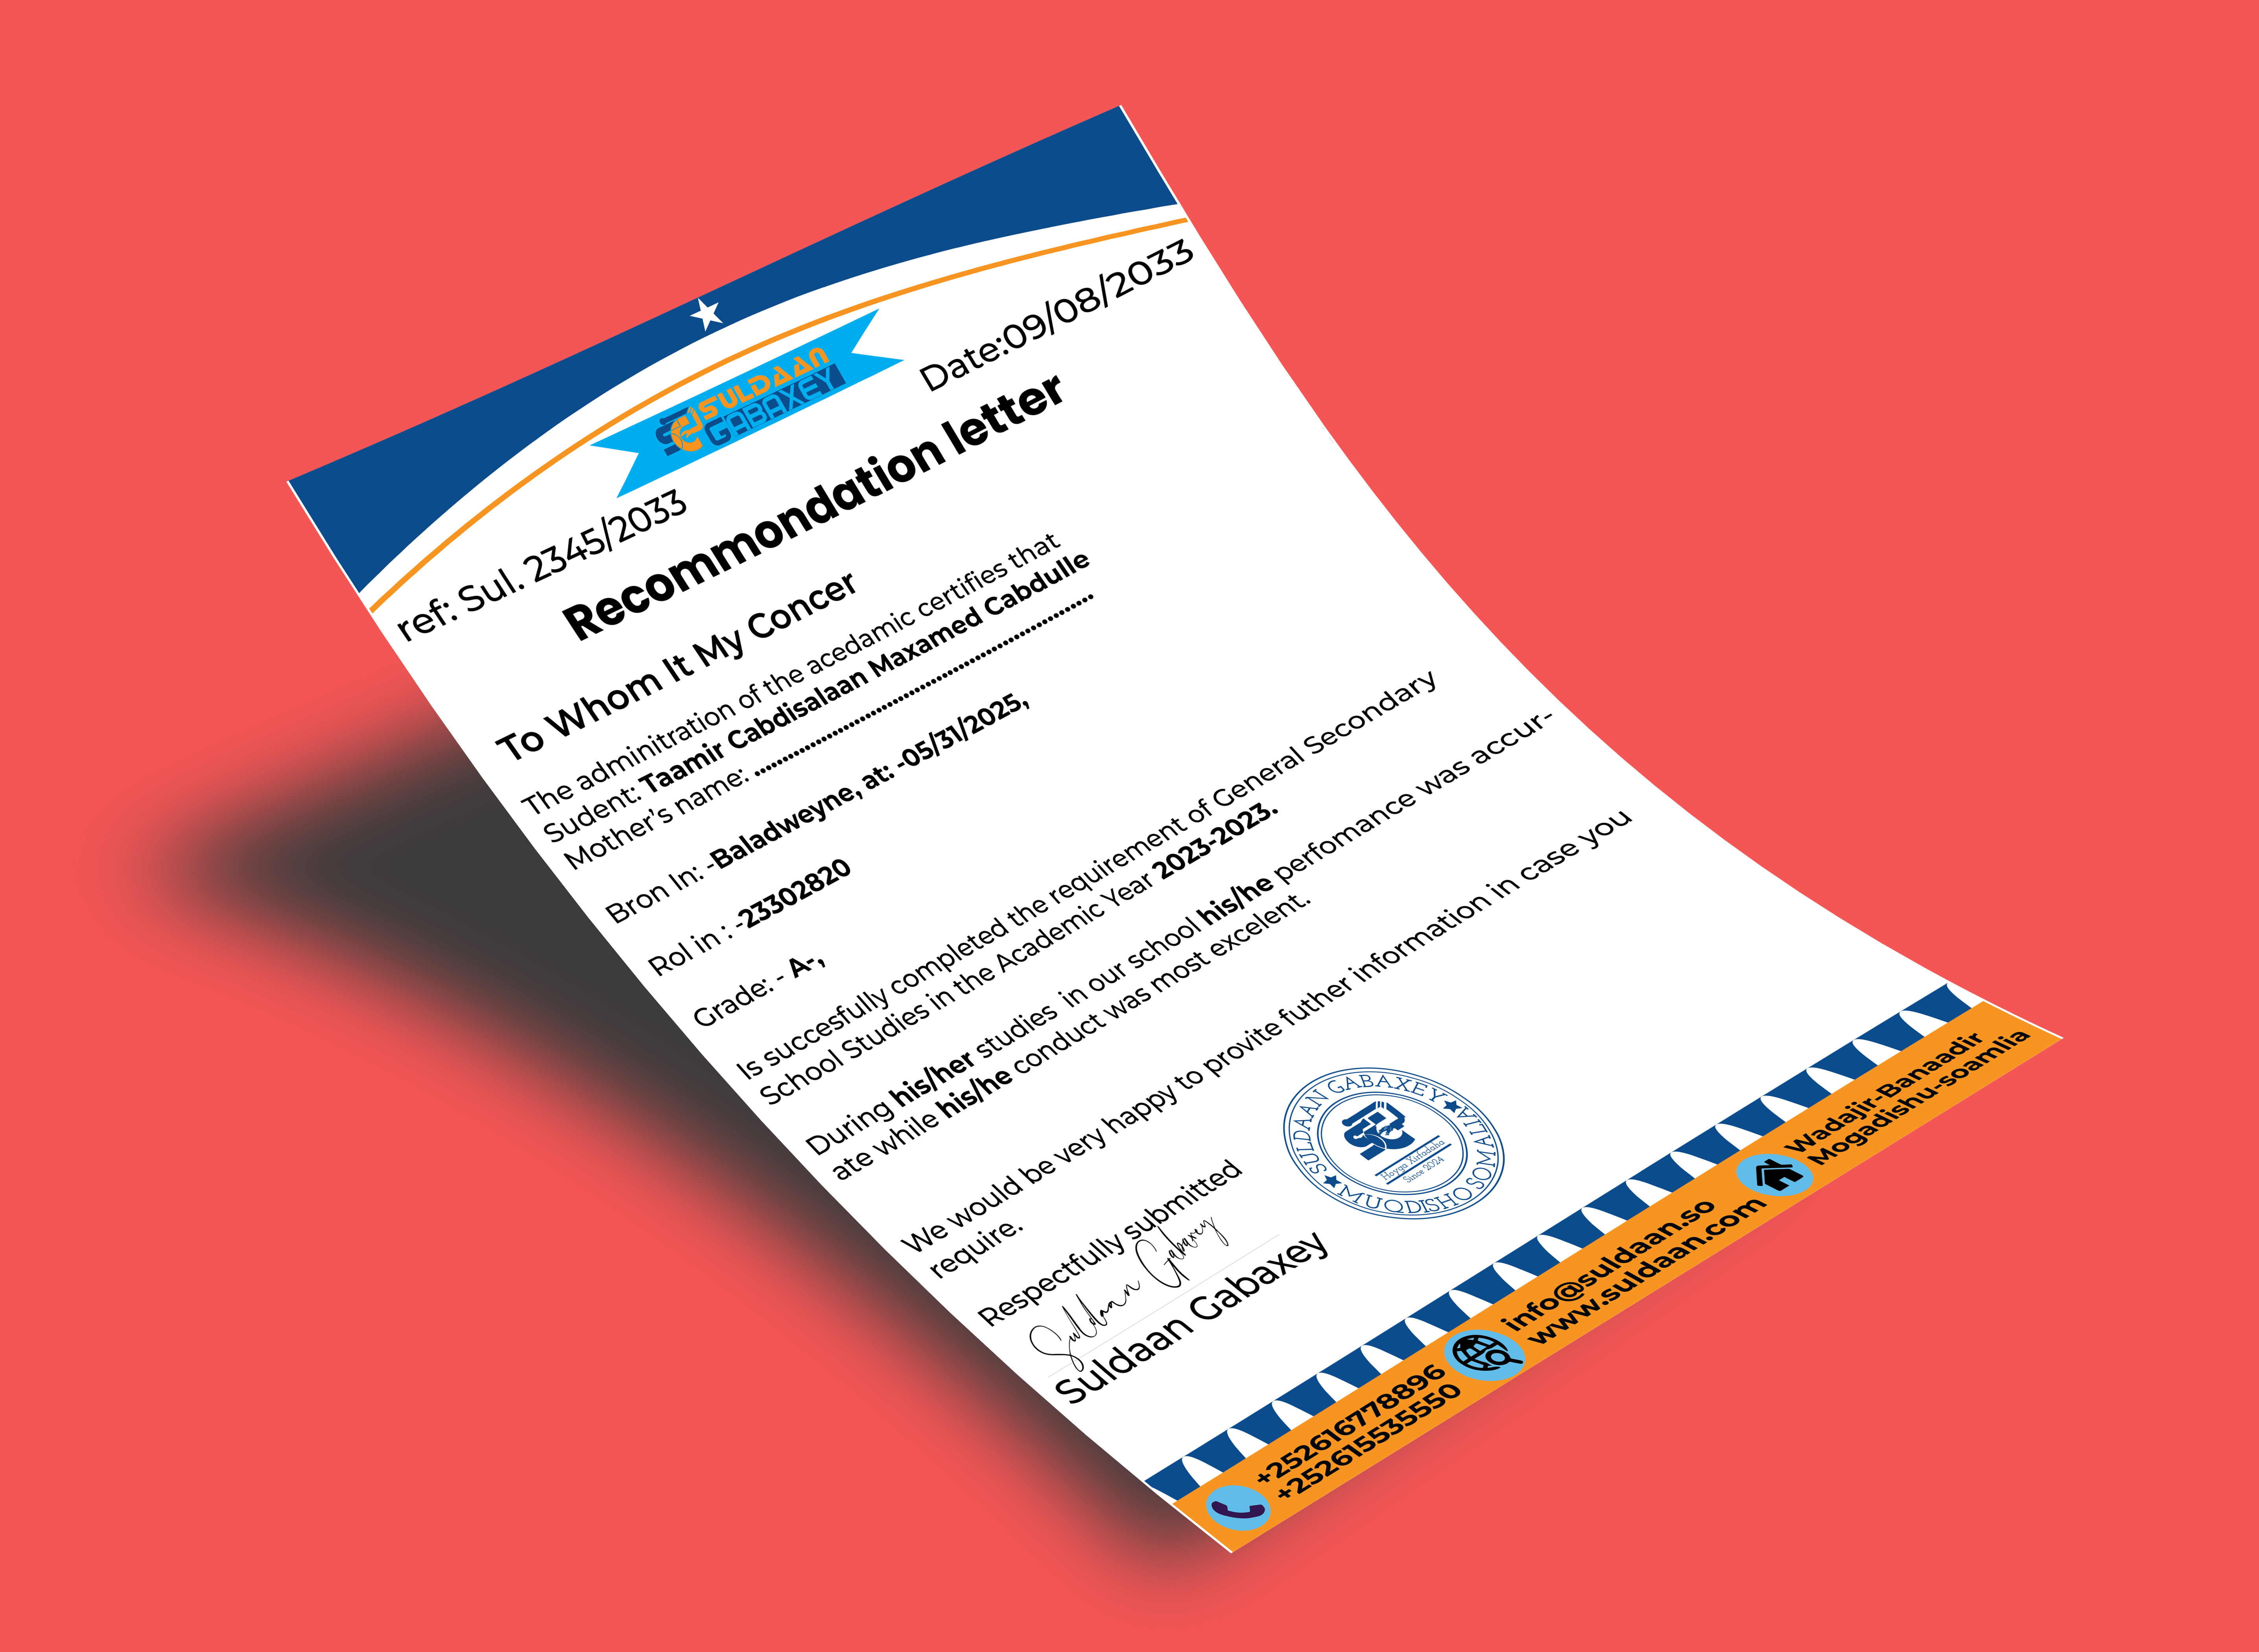 SULDAAN
GABAXEY
Date:09/08/2033
ref: Sul. 2345/2033
Recommondation letter
To Whom It My Concer
The adminitration of the acedamic certifies that
Sudent: Taamir Cabdisalaan Maxamed Cabdulle
Mother's name: ......................................................
Bron In: -Baladweyne, at: -05/31/2025,
Rol in : -23302820
Grade: - A-,
Is succesfully completed the requirement of General Secondary
School Studies in the Academic Year 2023-2023.
During his/her studies in our school his/he perfomance was accur-
ate while his/he conduct was most excelent.
We would be very happy to provite futher information in case you
require.
Respectfully submitted
Suldaan Gabaxey
Suldaan Gabaxey
SULDAAN GABAXEY
MUQDISHO SOMALIA
Hoyga Xirfadaha
Since 2024
+252616778896
+252615535550
info@suldaan.so
www.suldaan.com
Wadajir-Banaadir
Mogadishu-soamlia